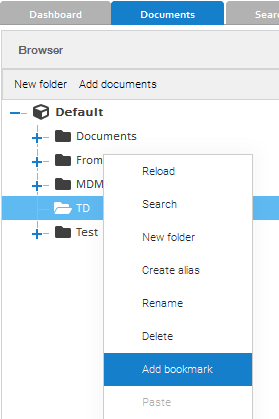 Dashboard Documents Sear
Browser
New folder Add documents
Default
Documents
From
MDM
TD
Test
Reload
Search
New folder
Create alias
Rename
Delete
Add bookmark
Paste